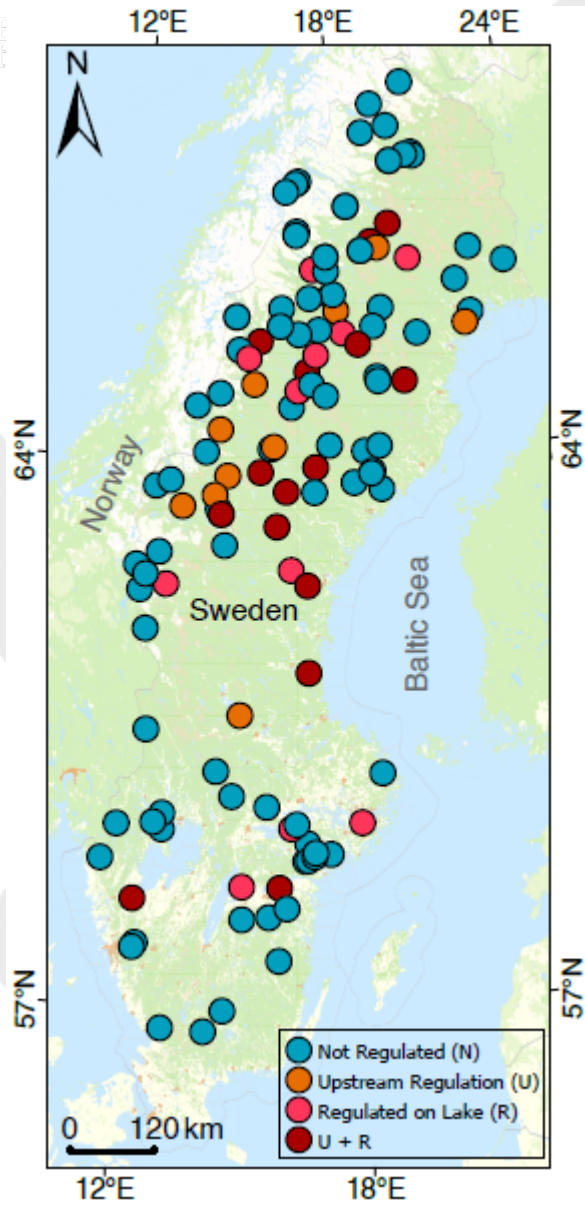 12°E 18°E 24°E
N
64°N
64°N
Norway
Sweden
Baltic Sea
57°N
57°N
Not Regulated (N)
Upstream Regulation (U)
Regulated on Lake (R)
U + R
0 120 km
12°E 18°E